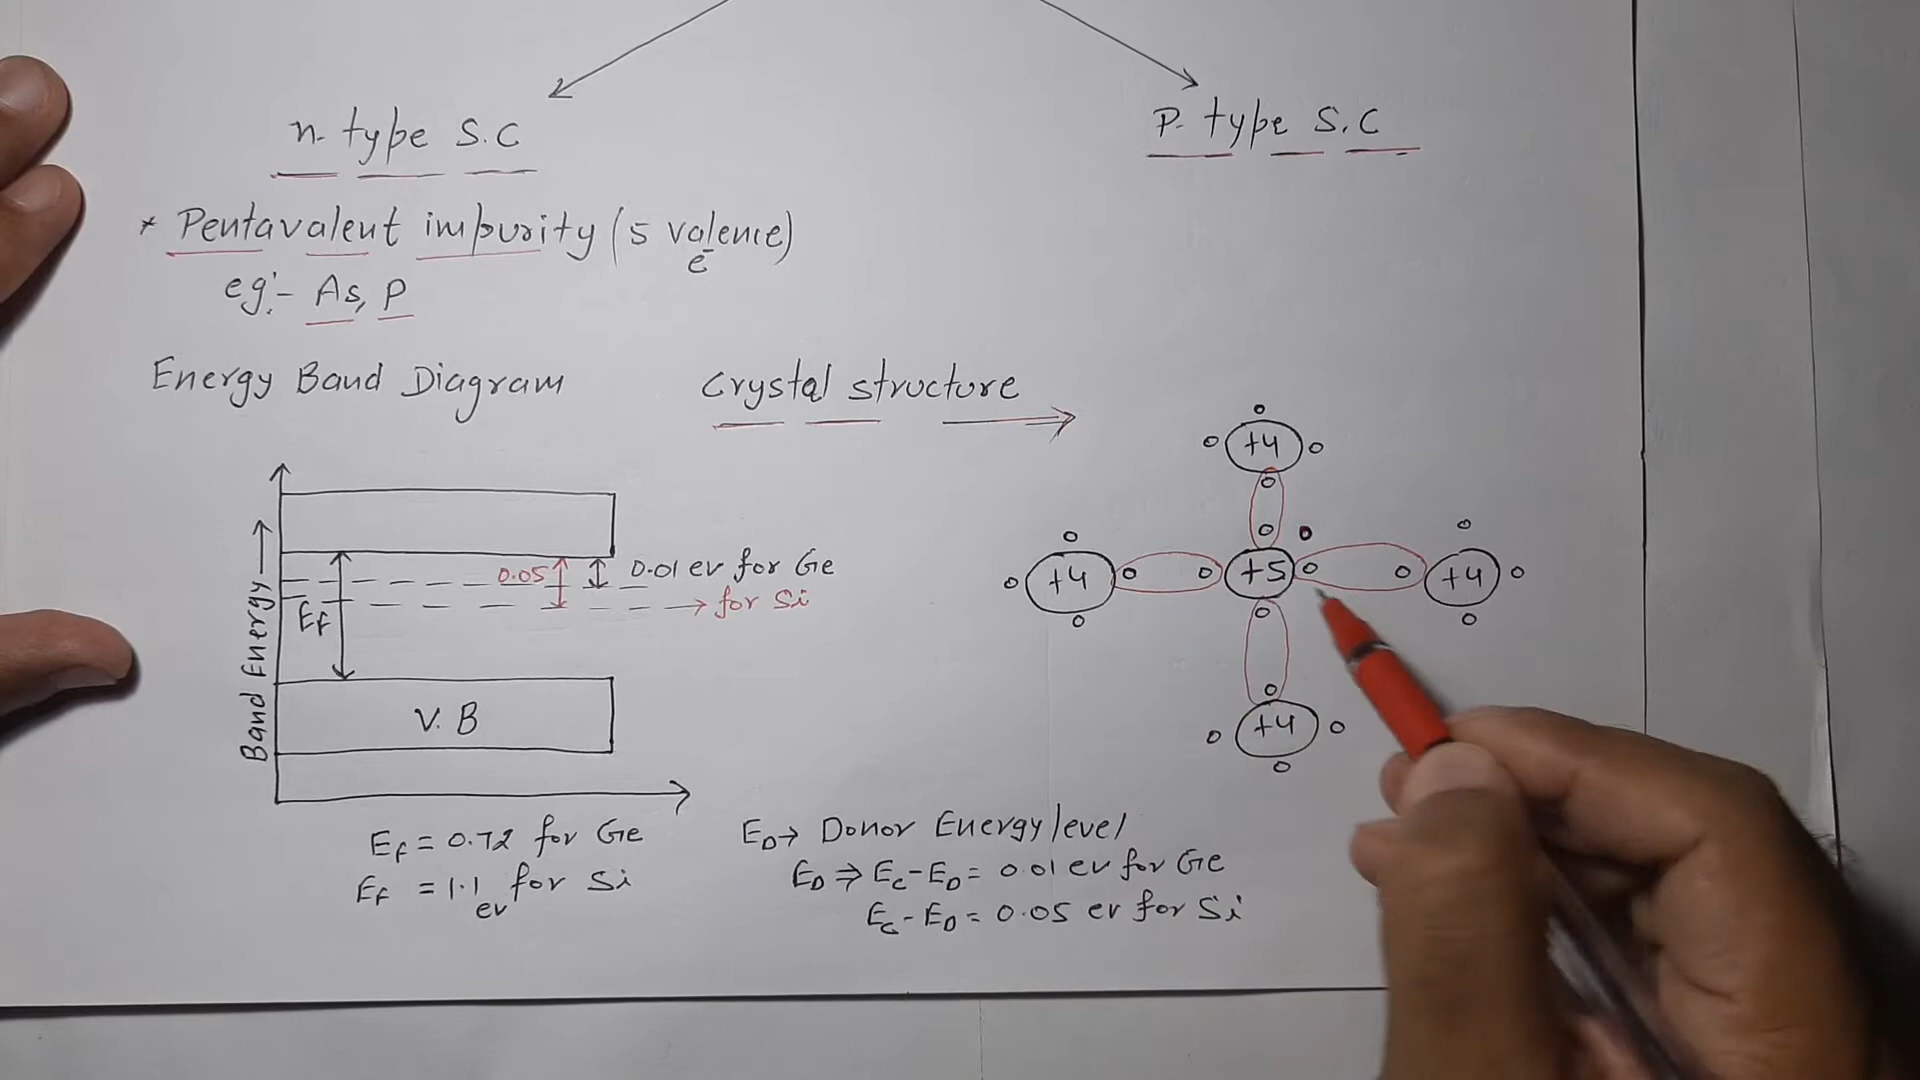 n-type S.C
P-type S.C
* Pentavalent impurity (5 valence e⁻)
eg:- As, P
Energy Band Diagram
Crystal structure
Band Energy
0.05
0.01 ev for Ge
for Si
Ef
V.B
+4
+4
+5
+4
+4
Ef = 0.72 for Ge
Ef = 1.1 ev for Si
ED→ Donor Energy level
ED ⇒ Ec-ED = 0.01 ev for Ge
Ec-ED = 0.05 ev for Si